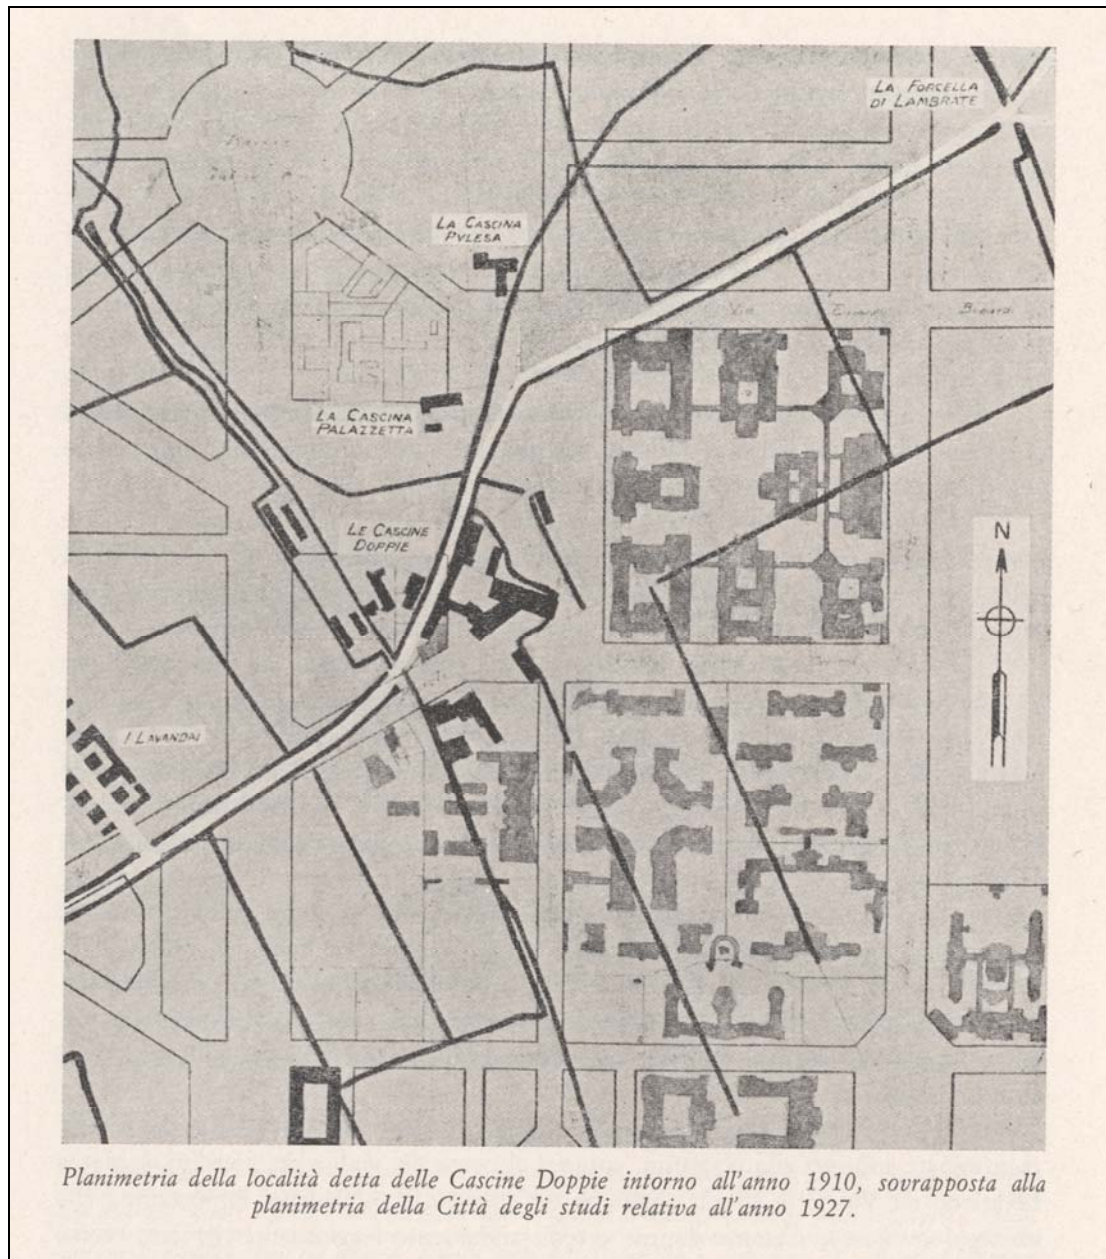 LA FORCELLA
DI LAMBRATE
LA CASCINA
PVLESA
Via
LA CASCINA
PALAZZETTA
LE CASCINE
DOPPIE
N
I LAVANDAI
Planimetria della località detta delle Cascine Doppie intorno all'anno 1910, sovrapposta alla
planimetria della Città degli studi relativa all'anno 1927.